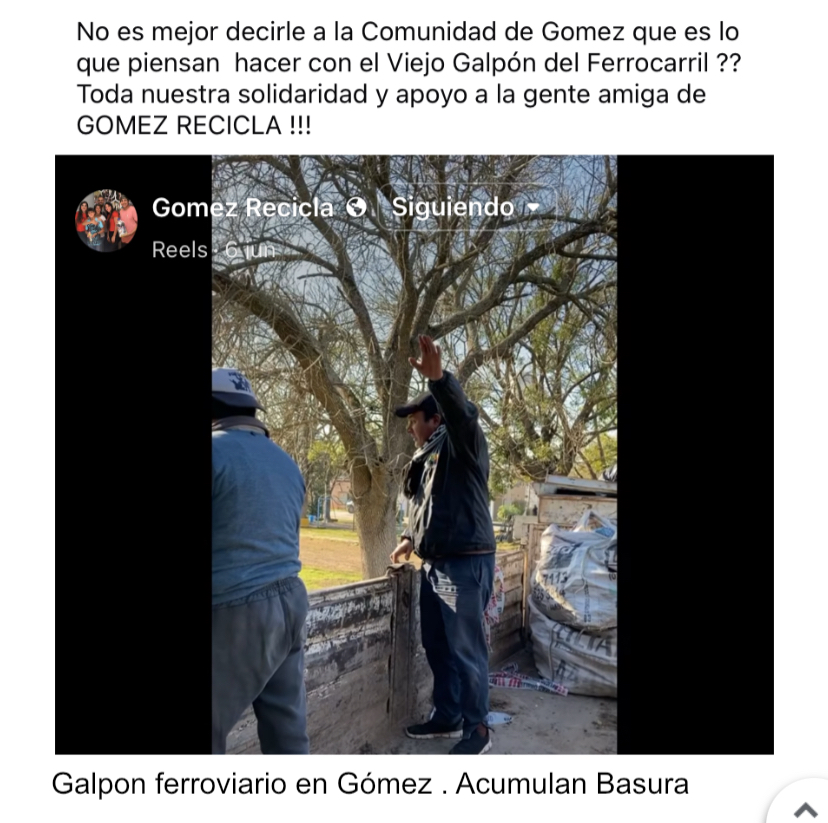 No es mejor decirle a la Comunidad de Gomez que es lo
que piensan  hacer con el Viejo Galpón del Ferrocarril ??
Toda nuestra solidaridad y apoyo a la gente amiga de
GOMEZ RECICLA !!!
Gomez Recicla Siguiendo
Reels · 6 jun
Galpon ferroviario en Gómez . Acumulan Basura